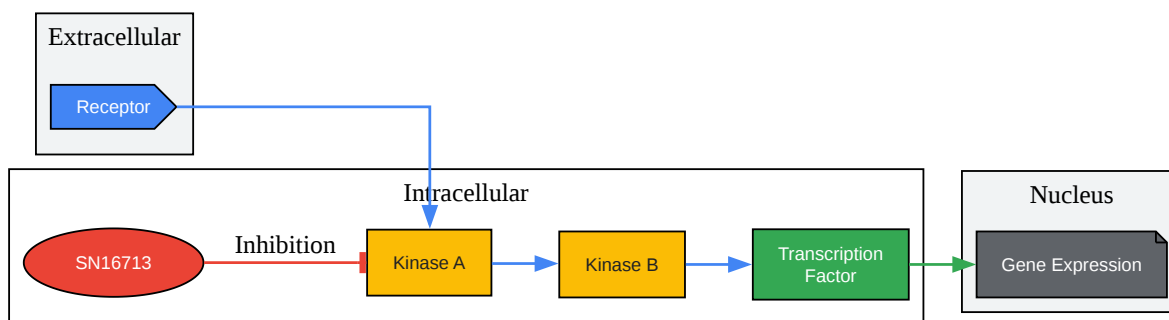 Extracellular
Receptor
Intracellular
Nucleus
SN16713
Inhibition
Kinase A
Kinase B
Transcription
Factor
Gene Expression